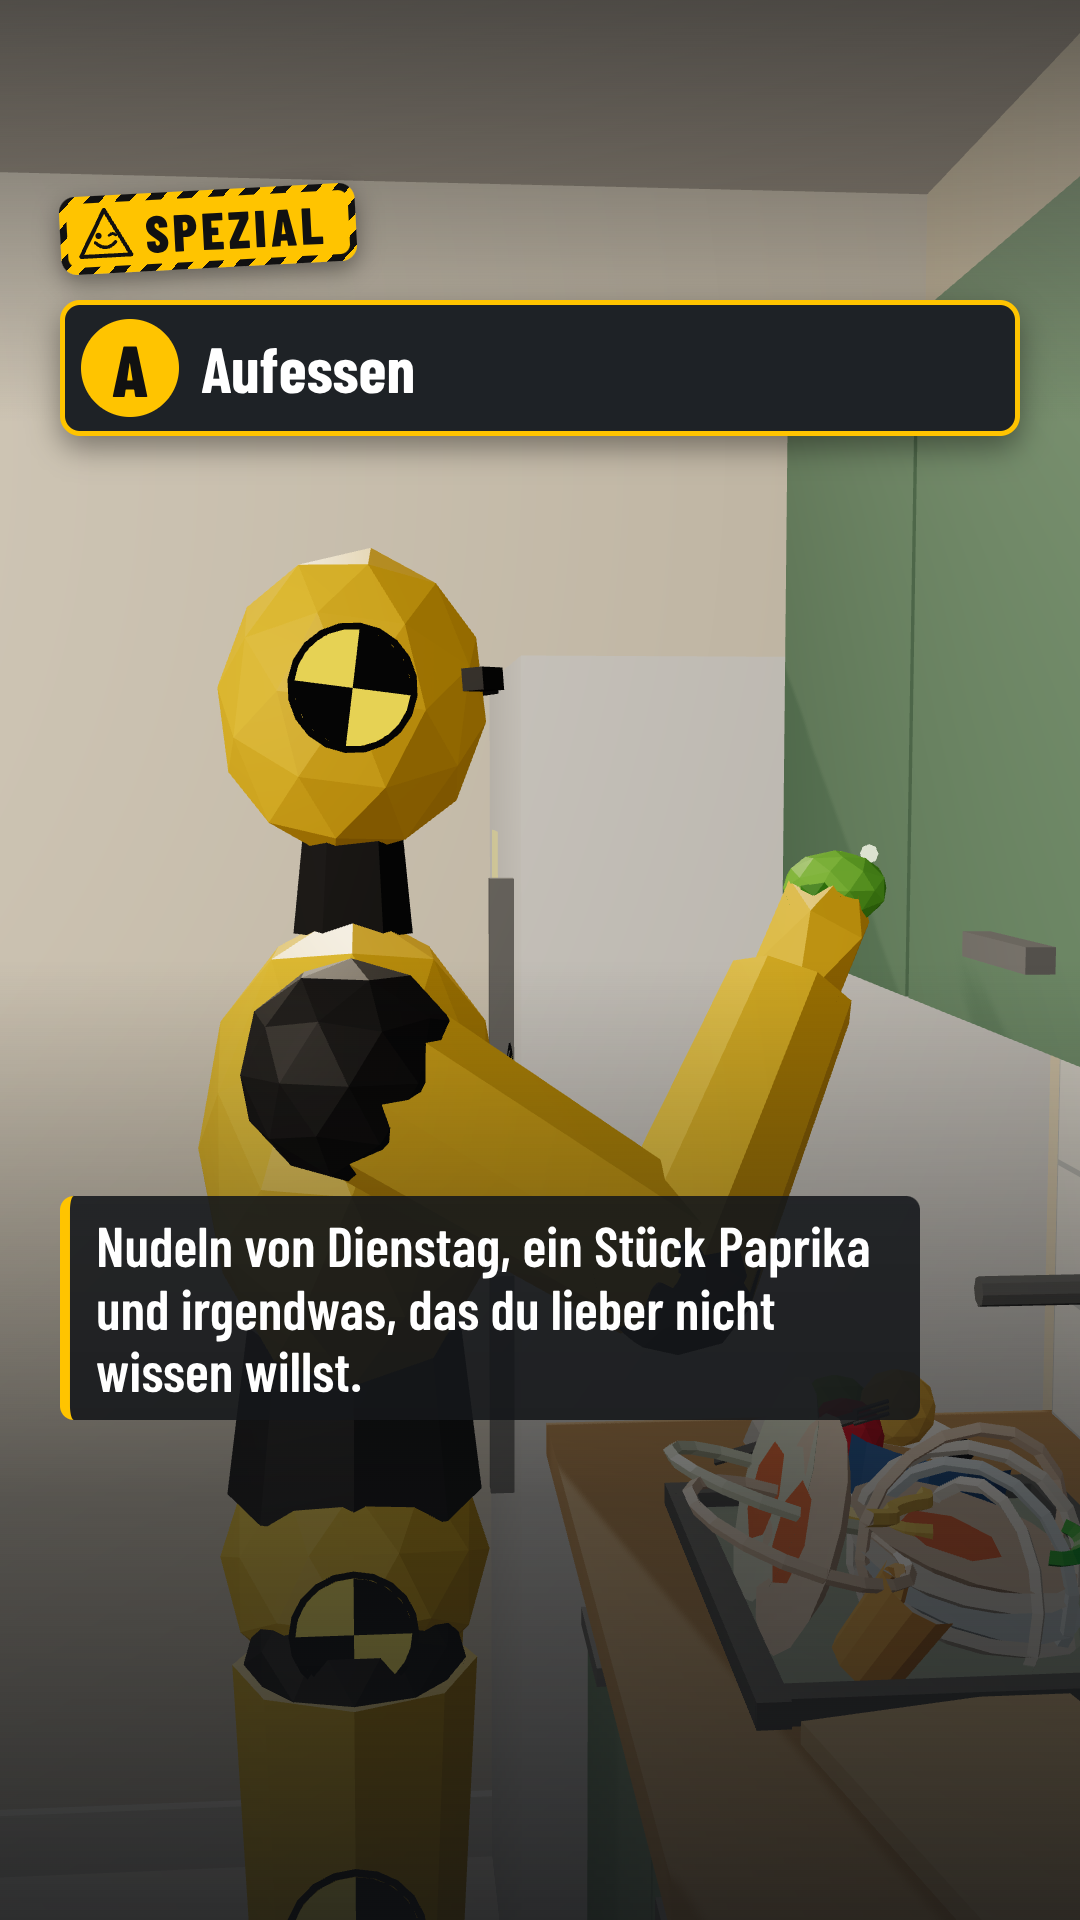 SPEZIAL
A Aufessen
Nudeln von Dienstag, ein Stück Paprika
und irgendwas, das du lieber nicht
wissen willst.